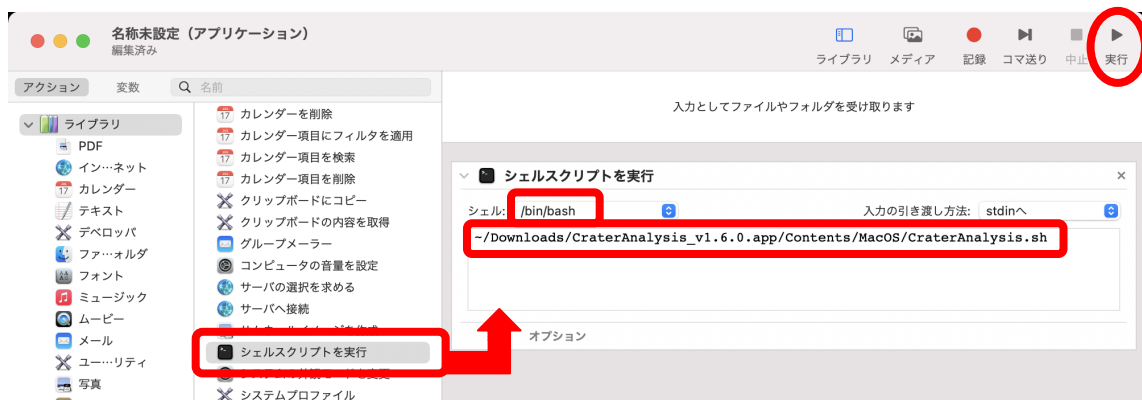 名称未設定（アプリケーション）
編集済み
ライブラリ
メディア
記録
コマ送り
中止
実行
アクション
変数
名前
ライブラリ
PDF
イン…ネット
カレンダー
テキスト
デベロッパ
ファ…ォルダ
フォント
ミュージック
ムービー
メール
ユー…リティ
写真
カレンダーを削除
カレンダー項目にフィルタを適用
カレンダー項目を検索
カレンダー項目を削除
クリップボードにコピー
クリップボードの内容を取得
グループメーラー
コンピュータの音量を設定
サーバの選択を求める
サーバへ接続
シェルスクリプトを実行
システムプロファイル
入力としてファイルやフォルダを受け取ります
シェルスクリプトを実行
シェル: /bin/bash
入力の引き渡し方法: stdinへ
~/Downloads/CraterAnalysis_v1.6.0.app/Contents/MacOS/CraterAnalysis.sh
オプション